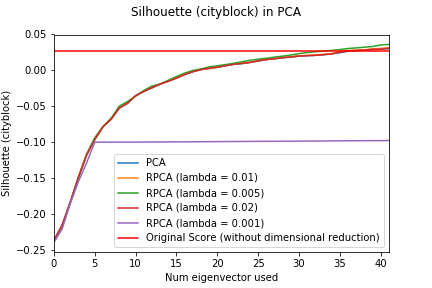 Silhouette (cityblock) in PCA
0.05
0.00
−0.05
−0.10
−0.15
−0.20
−0.25
Silhouette (cityblock)
PCA
RPCA (lambda = 0.01)
RPCA (lambda = 0.005)
RPCA (lambda = 0.02)
RPCA (lambda = 0.001)
Original Score (without dimensional reduction)
0 5 10 15 20 25 30 35 40
Num eigenvector used